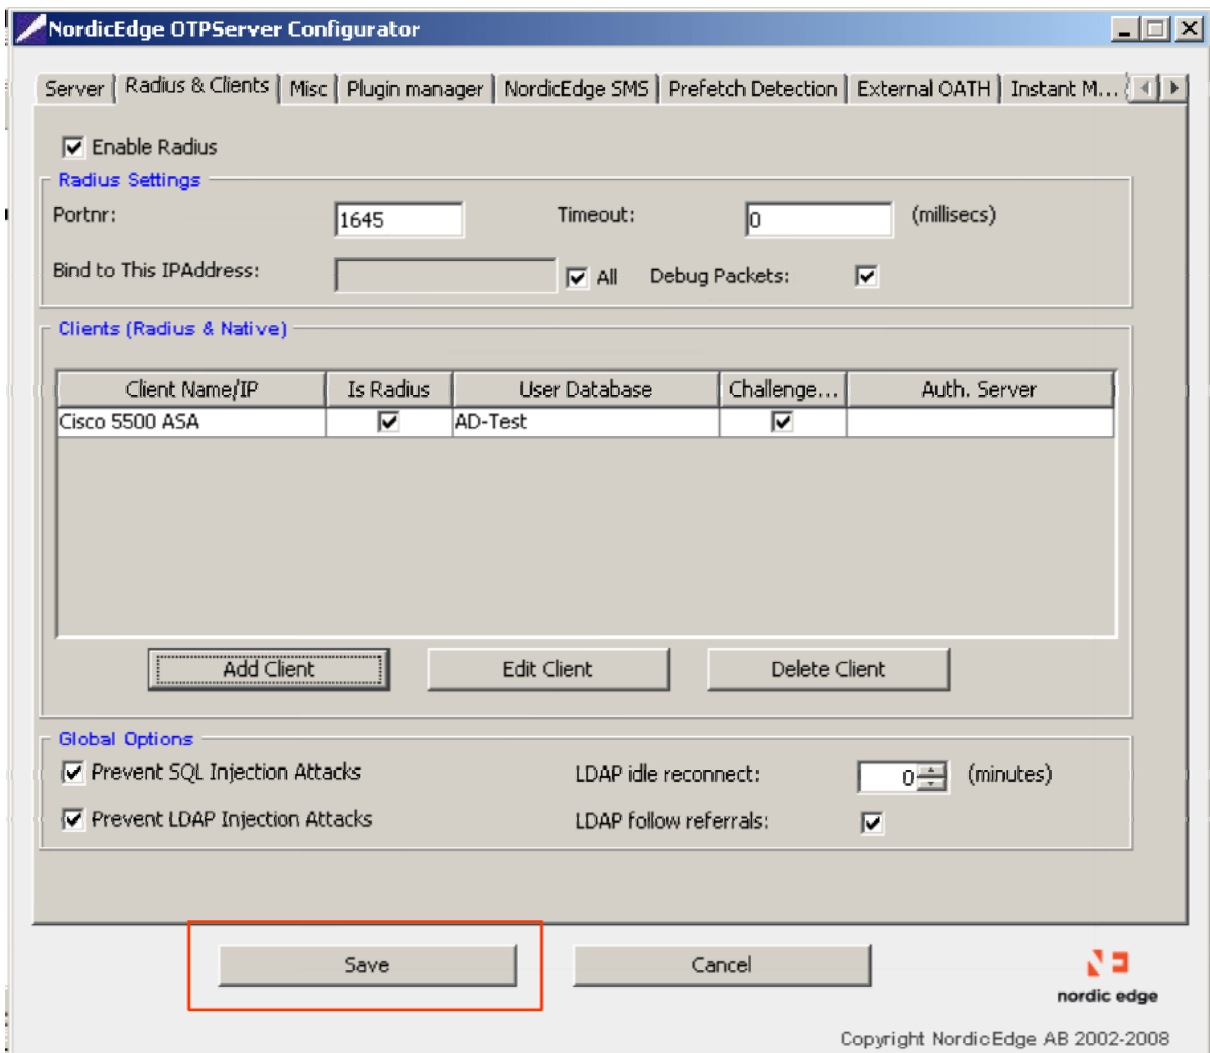 NordicEdge OTPServer Configurator
Server Radius & Clients Misc Plugin manager NordicEdge SMS Prefetch Detection External OATH Instant M...
Enable Radius
Radius Settings
Portnr: 1645 Timeout: 0 (millisecs)
Bind to This IPAddress: All Debug Packets:
Clients (Radius & Native)
Client Name/IP Is Radius User Database Challenge... Auth. Server
Cisco 5500 ASA AD-Test
Add Client Edit Client Delete Client
Global Options
Prevent SQL Injection Attacks LDAP idle reconnect: 0 (minutes)
Prevent LDAP Injection Attacks LDAP follow referrals:
Save Cancel
nordic edge
Copyright NordicEdge AB 2002-2008